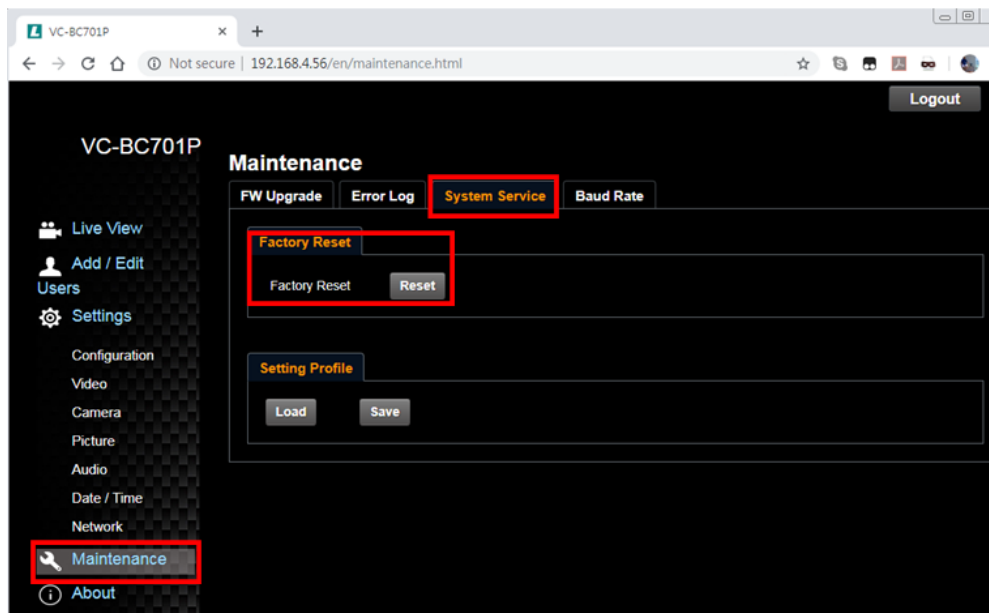 VC-BC701P
Not secure | 192.168.4.56/en/maintenance.html
Logout
VC-BC701P
Live View
Add / Edit
Users
Settings
Configuration
Video
Camera
Picture
Audio
Date / Time
Network
Maintenance
About
Maintenance
FW Upgrade Error Log System Service Baud Rate
Factory Reset
Factory Reset Reset
Setting Profile
Load Save